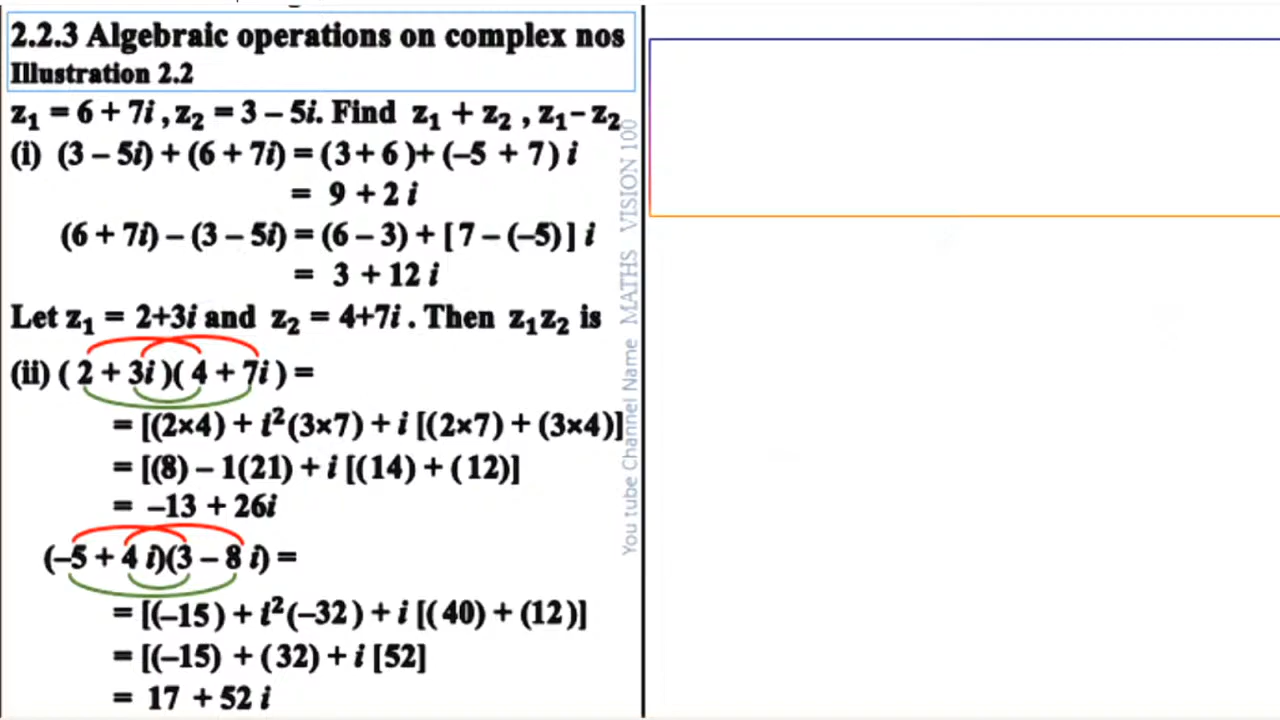 2.2.3 Algebraic operations on complex nos
Illustration 2.2
z₁ = 6 + 7i , z₂ = 3 – 5i. Find z₁ + z₂ , z₁– z₂
(i) (3 – 5i) + (6 + 7i) = (3+ 6 )+ (–5 + 7) i
= 9 + 2 i
(6 + 7i) – (3 – 5i) = (6 – 3) + [ 7 – (–5)] i
= 3 + 12 i
Let z₁ = 2+3i and z₂ = 4+7i . Then z₁z₂ is
(ii) ( 2 + 3i )( 4 + 7i ) =
= [(2×4) + i²(3×7) + i [(2×7) + (3×4)]
= [(8) – 1(21) + i [(14) + ( 12)]
= –13 + 26i
(–5 + 4 i)(3 – 8 i) =
= [(–15) + i²(–32) + i [( 40) + (12)]
= [(–15) + ( 32) + i [52]
= 17 + 52 i
You tube Channel Name MATHS VISION 100